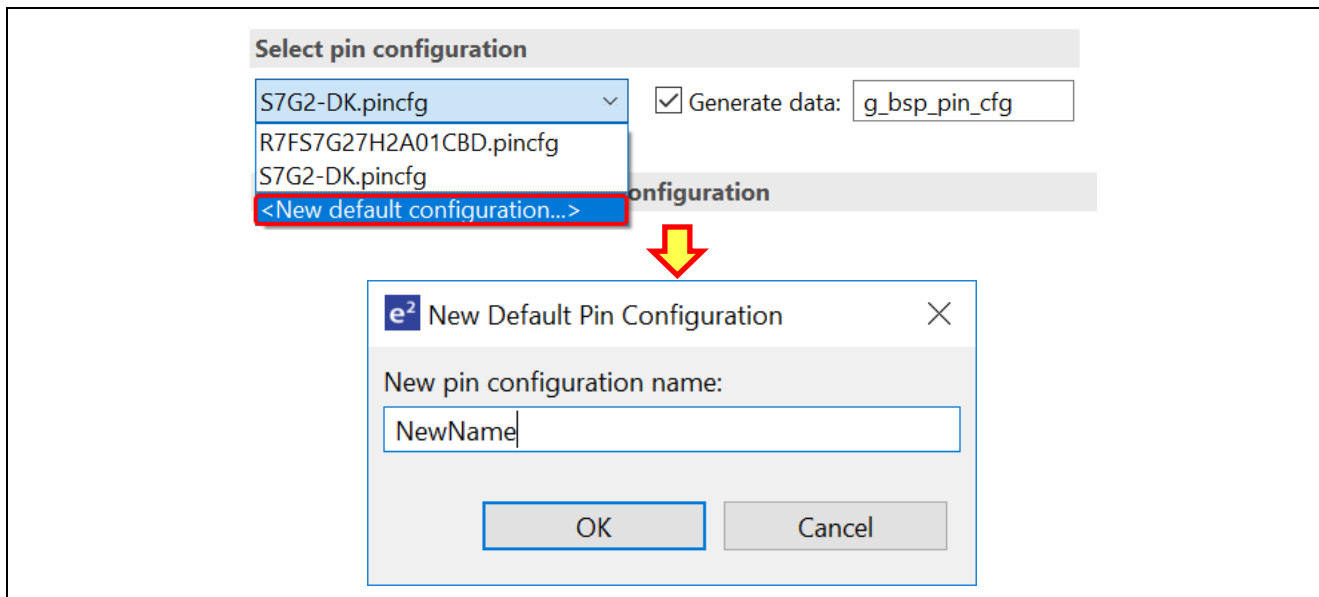 Select pin configuration
S7G2-DK.pincfg Generate data: g_bsp_pin_cfg
R7FS7G27H2A01CBD.pincfg
S7G2-DK.pincfg
onfiguration
<New default configuration...>
e² New Default Pin Configuration
New pin configuration name:
NewName
OK Cancel